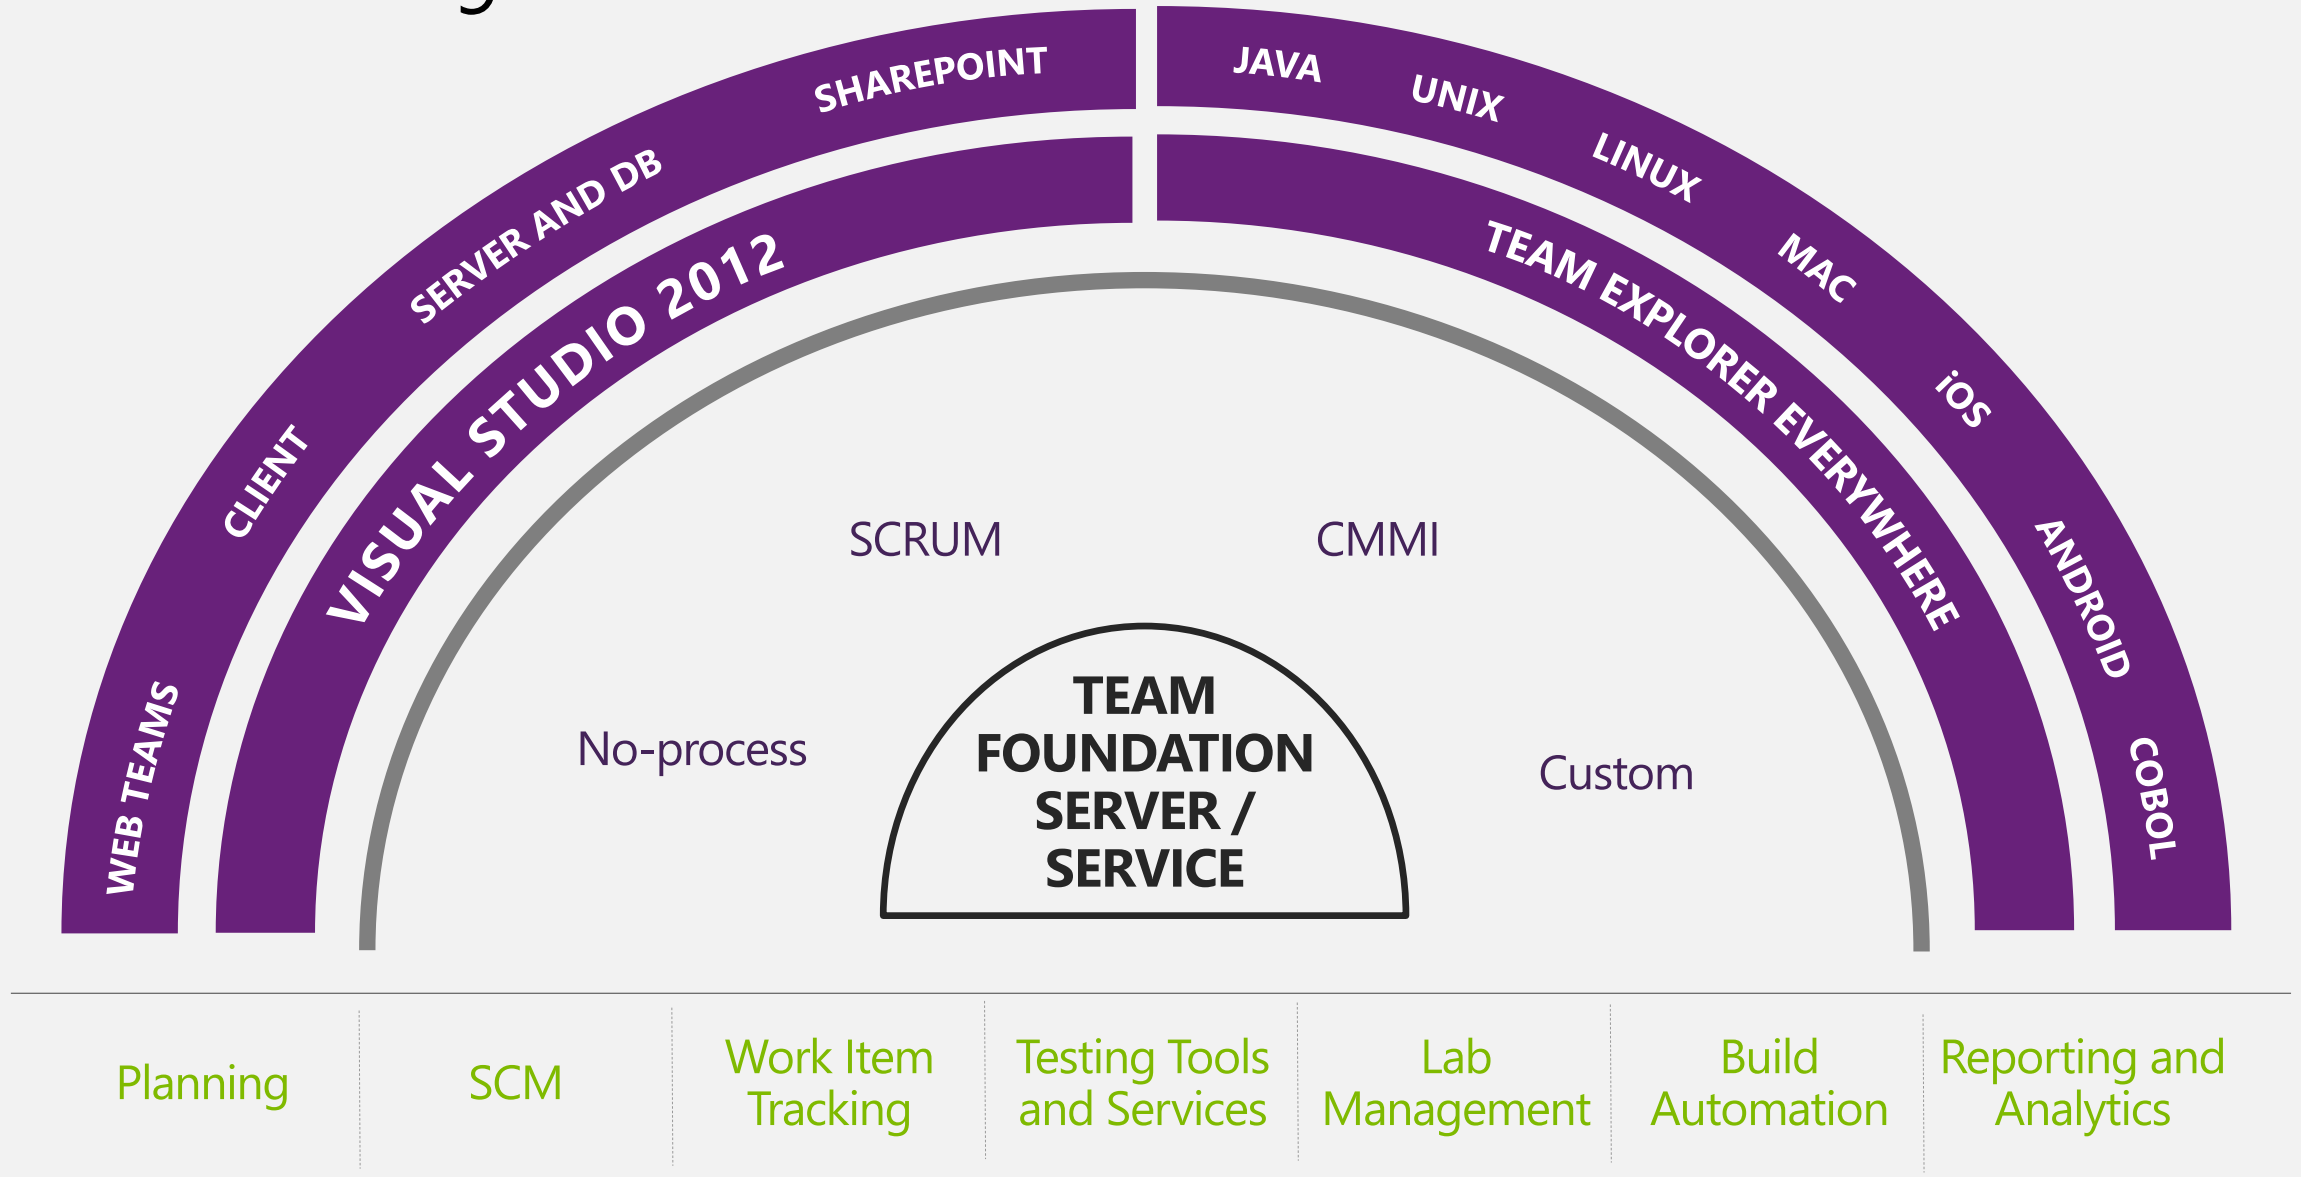 SHAREPOINT
SERVER AND DB
CLIENT
WEB TEAMS
VISUAL STUDIO 2012
JAVA
UNIX
LINUX
MAC
iOS
ANDROID
COBOL
TEAM EXPLORER EVERYWHERE
SCRUM
CMMI
No-process
Custom
TEAM
FOUNDATION
SERVER /
SERVICE
Planning
SCM
Work Item
Tracking
Testing Tools
and Services
Lab
Management
Build
Automation
Reporting and
Analytics